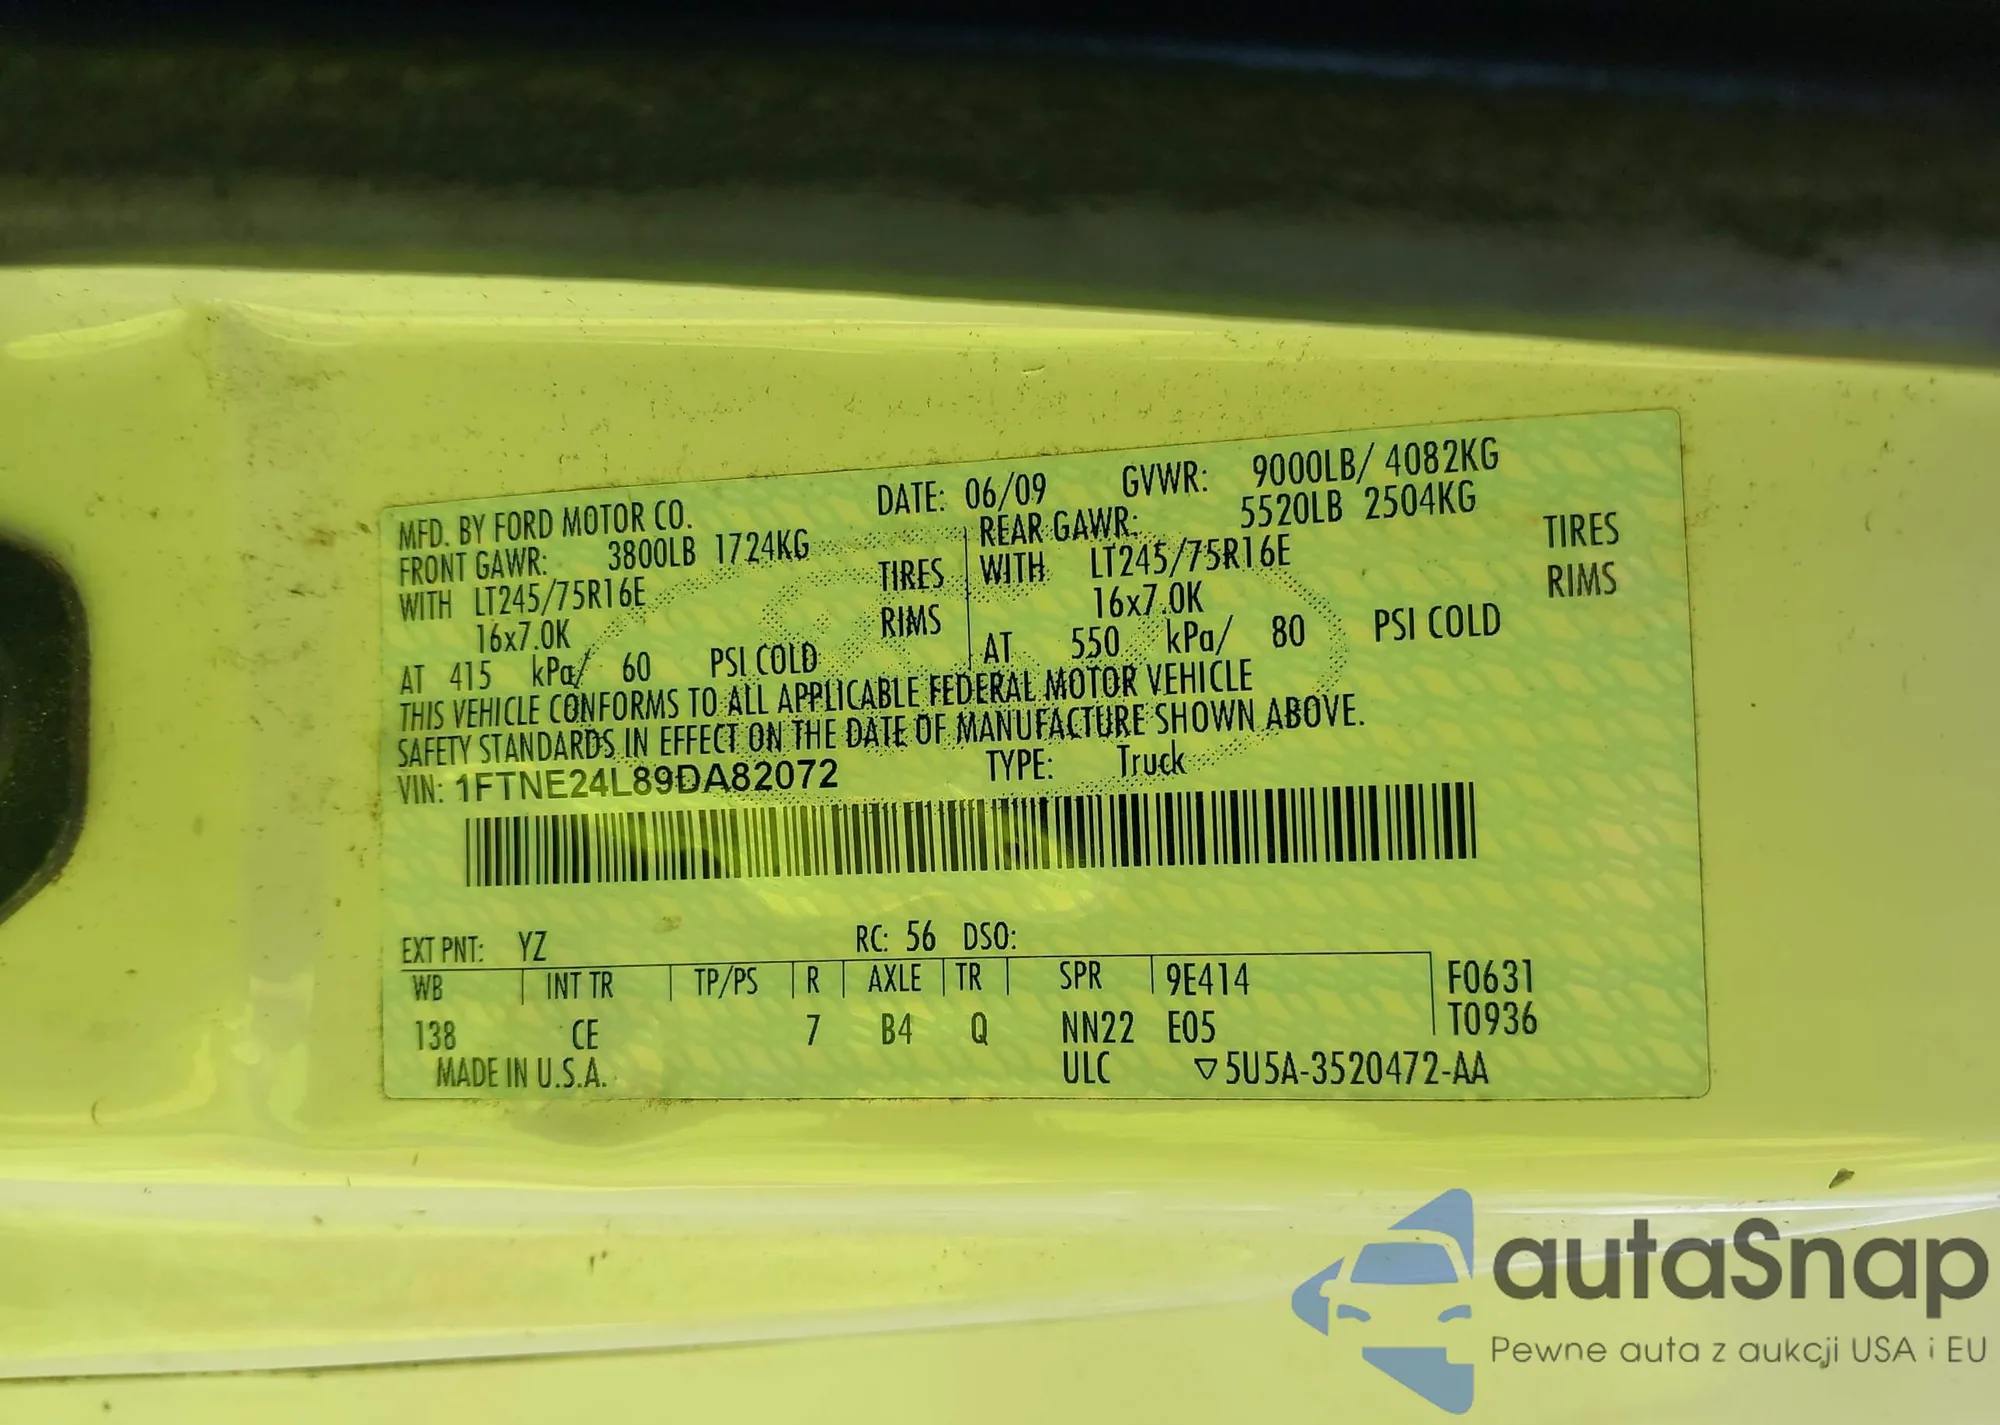 MFD. BY FORD MOTOR CO. DATE: 06/09 GVWR: 9000LB/ 4082KG
FRONT GAWR: 3800LB 1724KG REAR GAWR: 5520LB 2504KG
WITH LT245/75R16E TIRES WITH LT245/75R16E TIRES
16x7.0K RIMS 16x7.0K RIMS
AT 415 kPa/ 60 PSI COLD AT 550 kPa/ 80 PSI COLD
THIS VEHICLE CONFORMS TO ALL APPLICABLE FEDERAL MOTOR VEHICLE
SAFETY STANDARDS IN EFFECT ON THE DATE OF MANUFACTURE SHOWN ABOVE.
VIN: 1FTNE24L89DA82072 TYPE: Truck
EXT PNT: YZ RC: 56 DSO:
WB INT TR TP/PS R AXLE TR SPR 9E414 F0631
138 CE 7 B4 Q NN22 E05 T0936
MADE IN U.S.A. ULC ▽5U5A-3520472-AA
autaSnap
Pewne auta z aukcji USA i EU